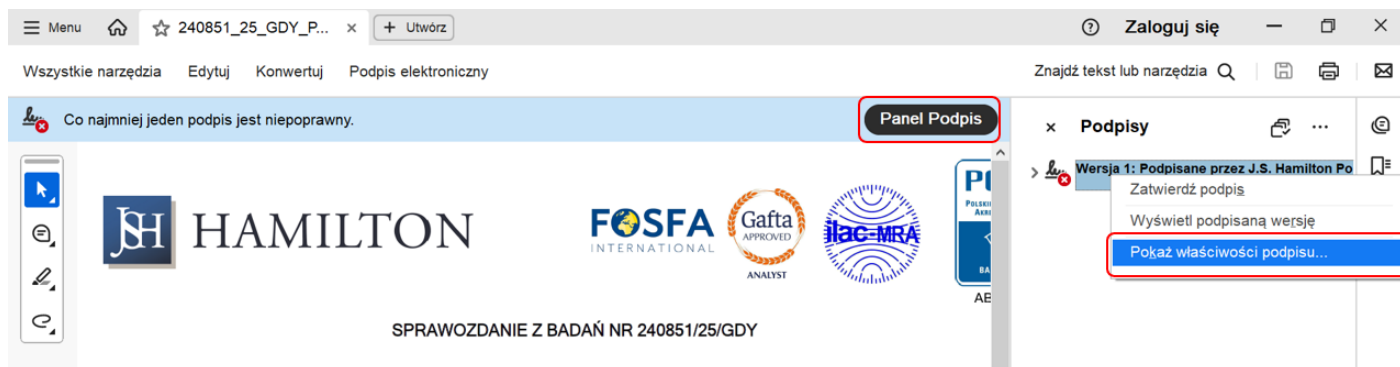 Menu
240851_25_GDY_P...
Utwórz
Zaloguj się
Wszystkie narzędzia Edytuj Konwertuj Podpis elektroniczny
Znajdź tekst lub narzędzia
Co najmniej jeden podpis jest niepoprawny.
Panel Podpis
Podpisy
Wersja 1: Podpisane przez J.S. Hamilton Po
Zatwierdź podpis
Wyświetl podpisaną wersję
Pokaż właściwości podpisu...
JSH HAMILTON
FOSFA
INTERNATIONAL
Gafta
APPROVED
ANALYST
ilac-MRA
BA
AB
SPRAWOZDANIE Z BADAŃ NR 240851/25/GDY